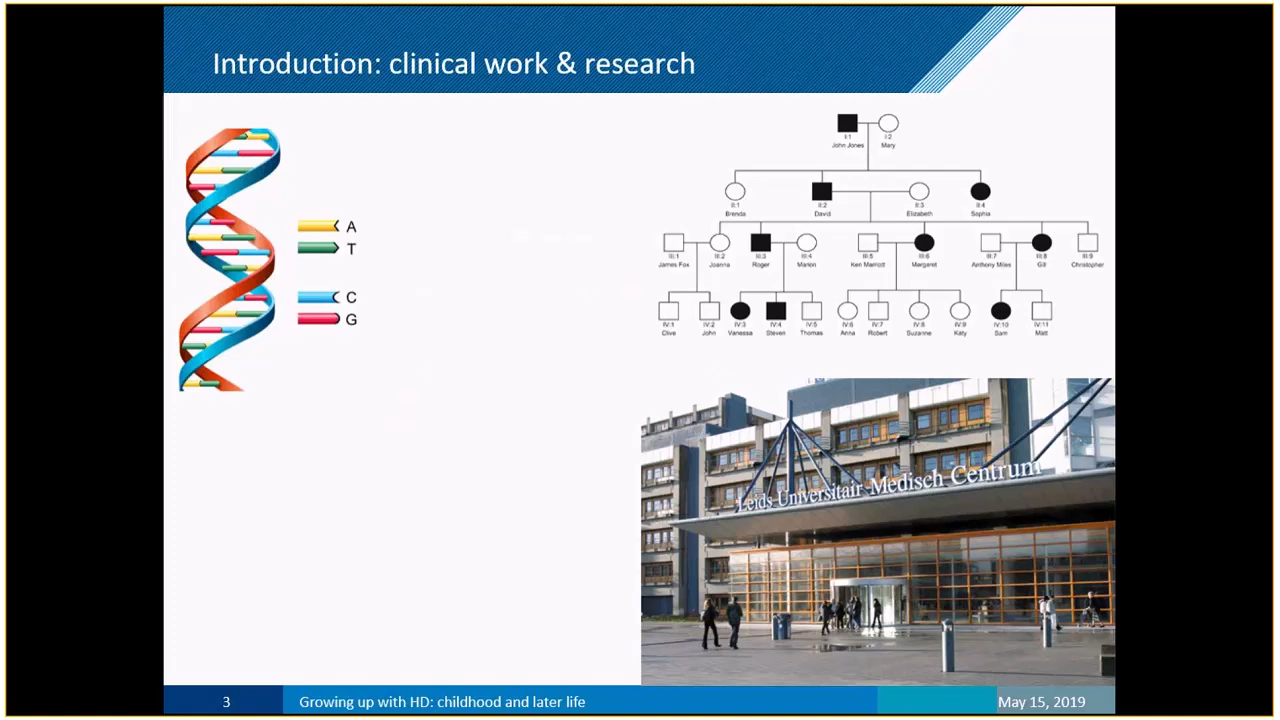 Introduction: clinical work & research
A
T
C
G
I:1 I:2
John Jones Mary
II:1 II:2 II:3 II:4
Brenda David Elizabeth Sophia
III:1 III:2 III:3 III:4 III:5 III:6 III:7 III:8 III:9
James Fox Joanna Roger Marion Ken Marriott Margaret Anthony Miles Gill Christopher
IV:1 IV:2 IV:3 IV:4 IV:5 IV:6 IV:7 IV:8 IV:9 IV:10 IV:11
Clive John Vanessa Steven Thomas Anna Robert Suzanne Katy Sam Matt
Leids Universitair Medisch Centrum
3 Growing up with HD: childhood and later life May 15, 2019